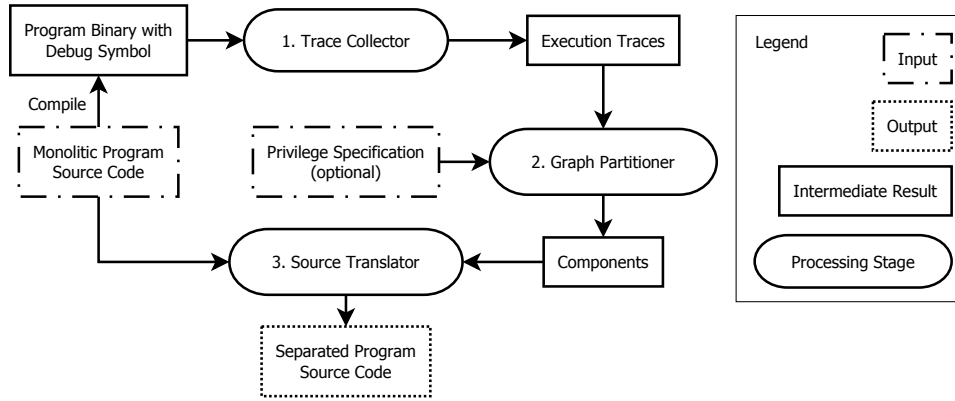 Program Binary with
Debug Symbol
1. Trace Collector
Execution Traces
Compile
Monolitic Program
Source Code
Privilege Specification
(optional)
2. Graph Partitioner
3. Source Translator
Components
Separated Program
Source Code
Legend
Input
Output
Intermediate Result
Processing Stage